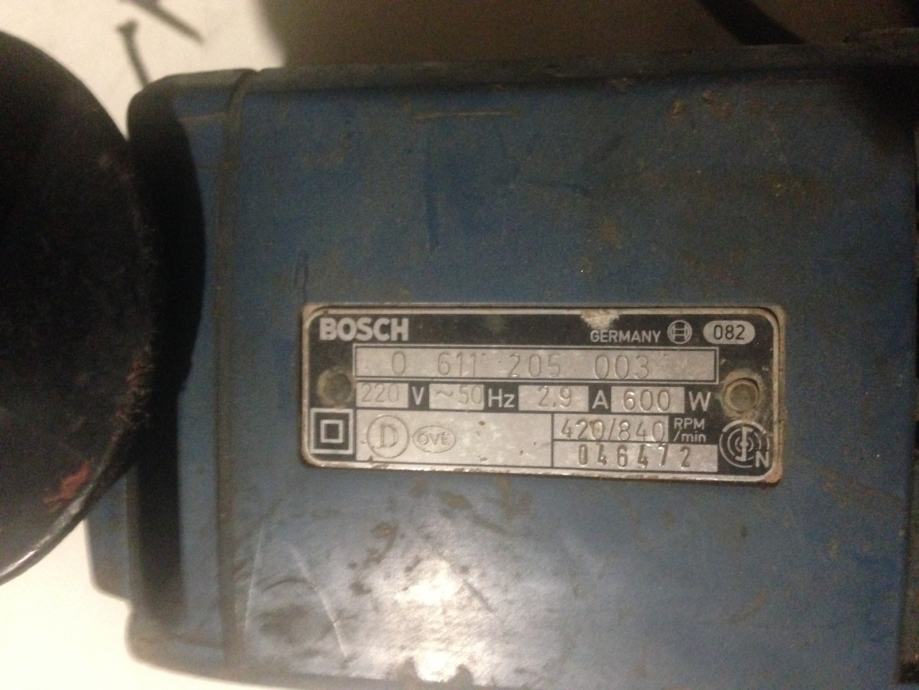 BOSCH GERMANY 082
0 611 205 003
220 V ~50 Hz 2.9 A 600 W
D ÖVE 420/840 RPM /min
046472 N